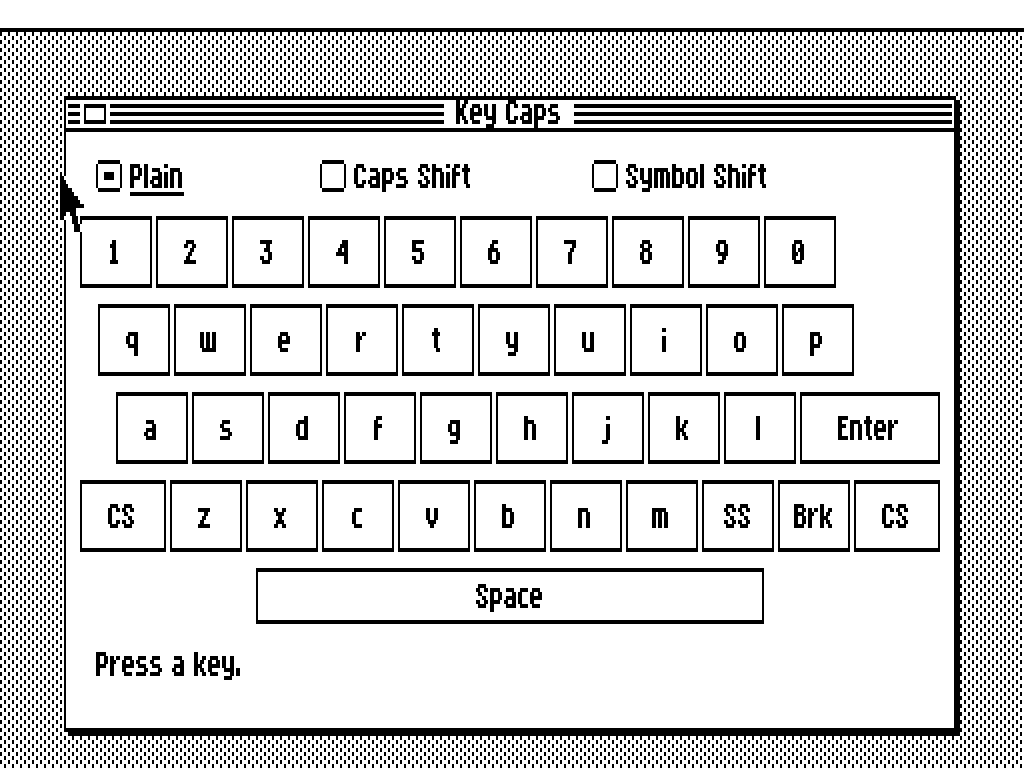 Key Caps
Plain Caps Shift Symbol Shift
1 2 3 4 5 6 7 8 9 0
q w e r t y u i o p
a s d f g h j k l Enter
CS z x c v b n m SS Brk CS
Space
Press a key.